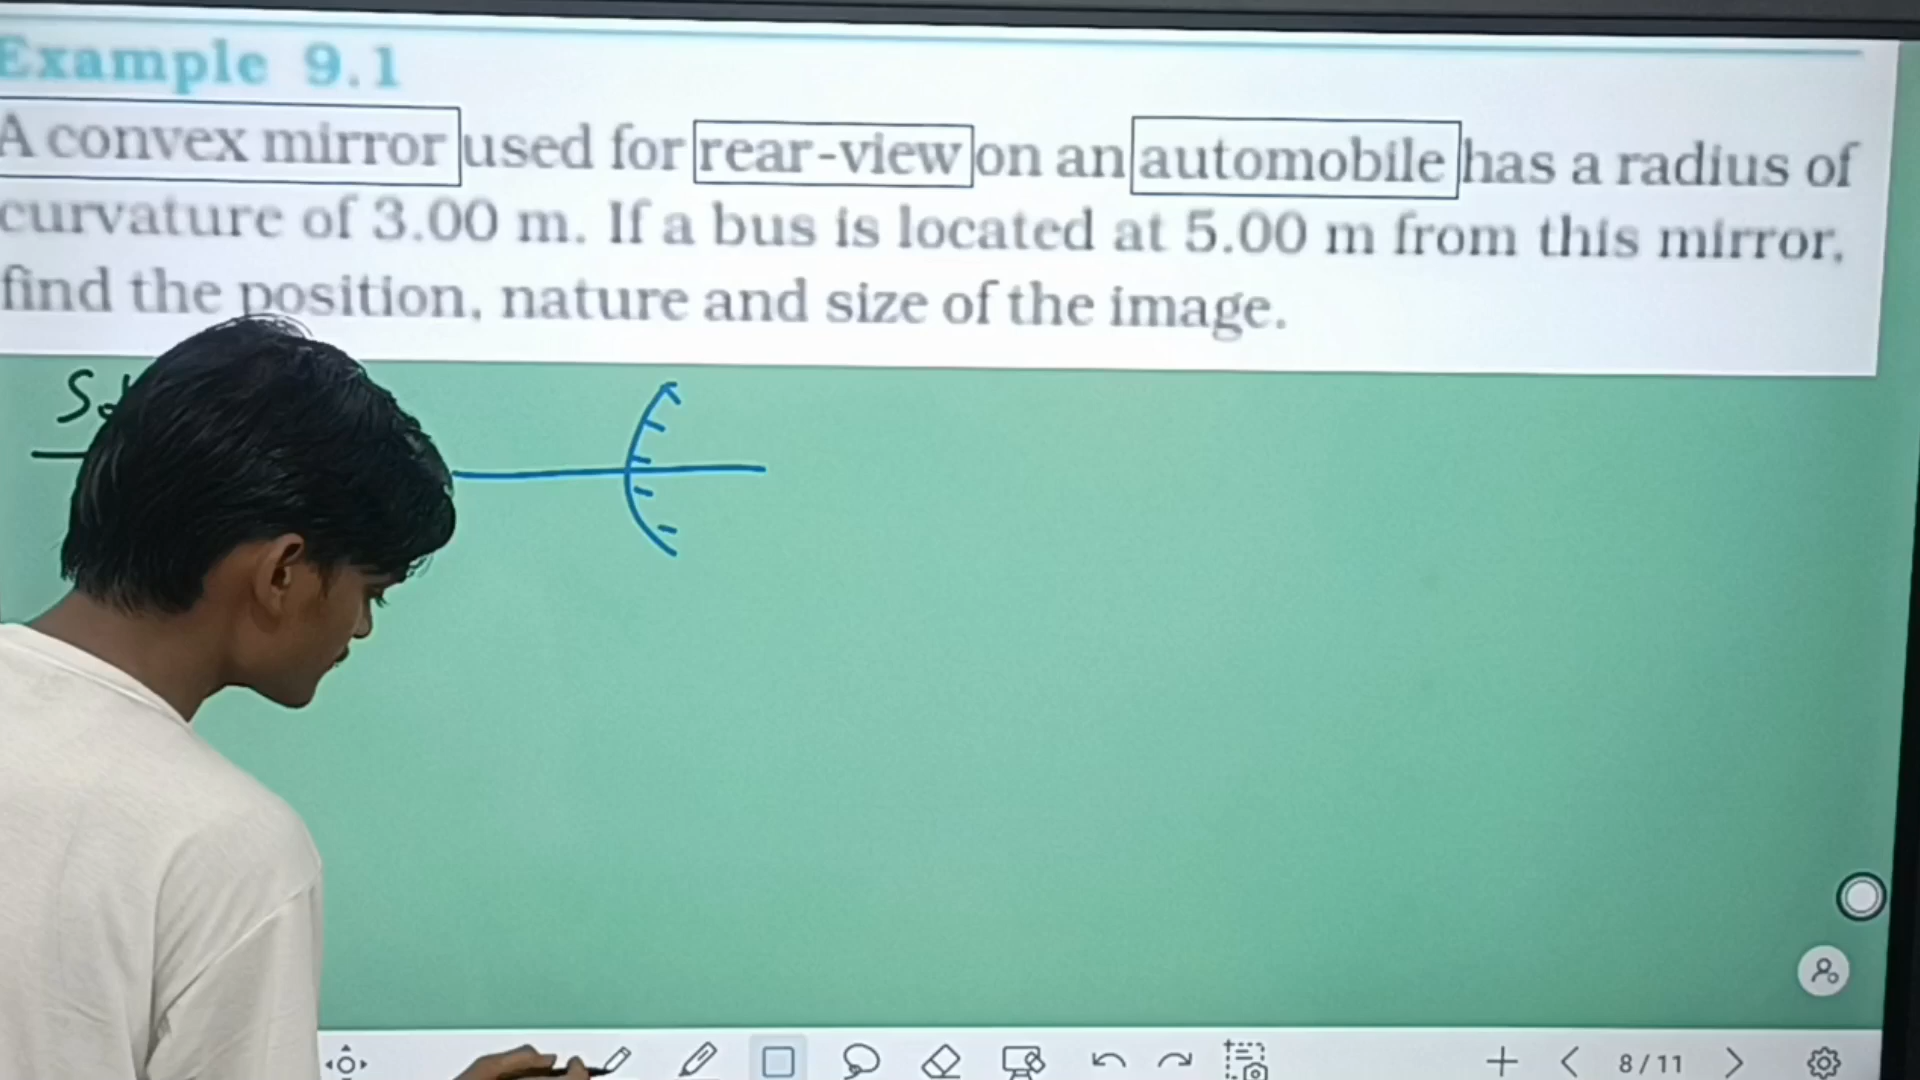 Example 9.1
A convex mirror used for rear-view on an automobile has a radius of
curvature of 3.00 m. If a bus is located at 5.00 m from this mirror,
find the position, nature and size of the image.
8/11